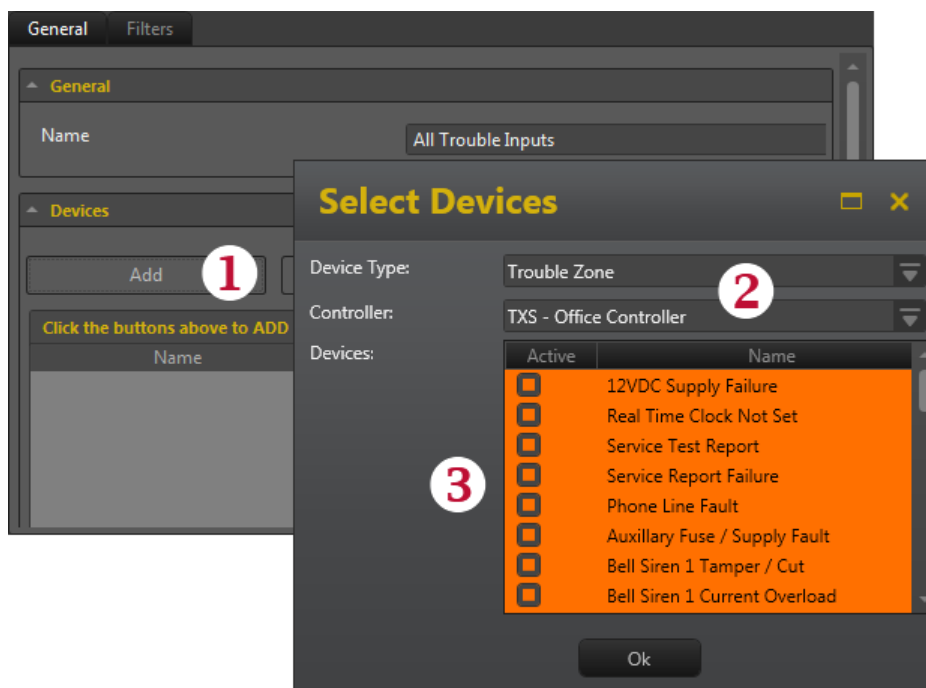 General Filters
General
Name All Trouble Inputs
Devices
Add 1
Click the buttons above to ADD
Name
Select Devices
Device Type: Trouble Zone
2
Controller: TXS - Office Controller
Devices: Active Name
12VDC Supply Failure
Real Time Clock Not Set
Service Test Report
3
Service Report Failure
Phone Line Fault
Auxillary Fuse / Supply Fault
Bell Siren 1 Tamper / Cut
Bell Siren 1 Current Overload
Ok